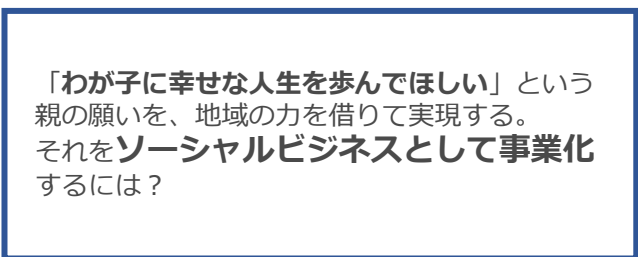 「わが子に幸せな人生を歩んでほしい」という
親の願いを、地域の力を借りて実現する。
それをソーシャルビジネスとして事業化
するには？